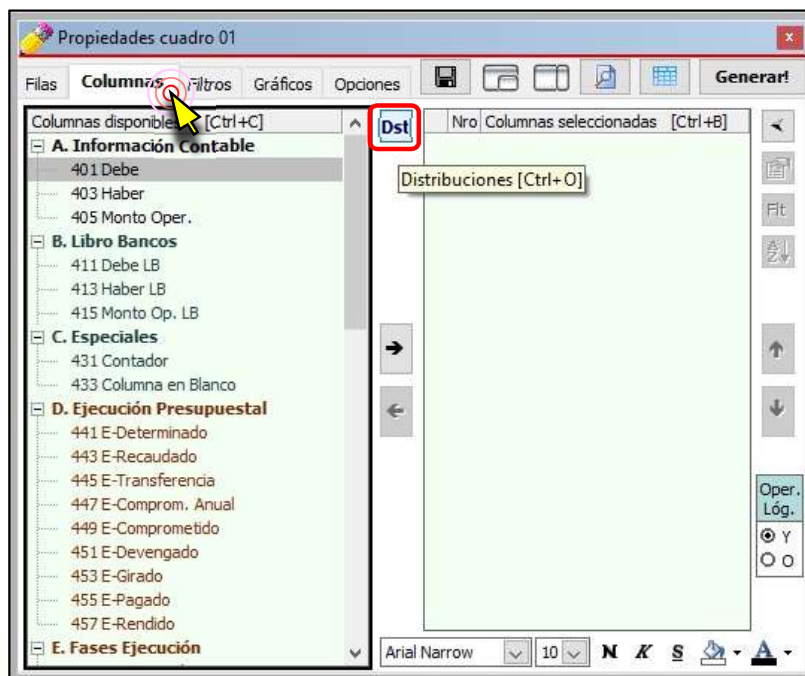 Propiedades cuadro 01
x
Filas Columnas Filtros Gráficos Opciones Generar!
Columnas disponibles [Ctrl+C]
A. Información Contable
401 Debe
403 Haber
405 Monto Oper.
B. Libro Bancos
411 Debe LB
413 Haber LB
415 Monto Op. LB
C. Especiales
431 Contador
433 Columna en Blanco
D. Ejecución Presupuestal
441 E-Determinado
443 E-Recaudado
445 E-Transferencia
447 E-Comprom. Anual
449 E-Comprometido
451 E-Devengado
453 E-Girado
455 E-Pagado
457 E-Rendido
E. Fases Ejecución
Dst
Distribuciones [Ctrl+O]
Nro Columnas seleccionadas [Ctrl+B]
Flt
A
Z
Oper.
Lóg.
Y
O
Arial Narrow 10 N K S A